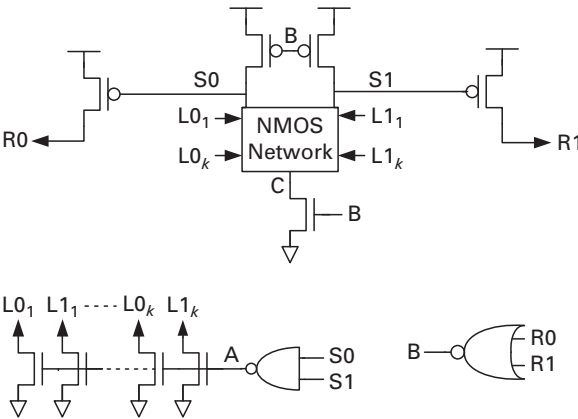 B
S0 S1
L0₁ NMOS Network L1₁
R0 R1
L0ₖ L1ₖ
C
B
L0₁ L1₁ L0ₖ L1ₖ
A S0
S1
B R0
R1